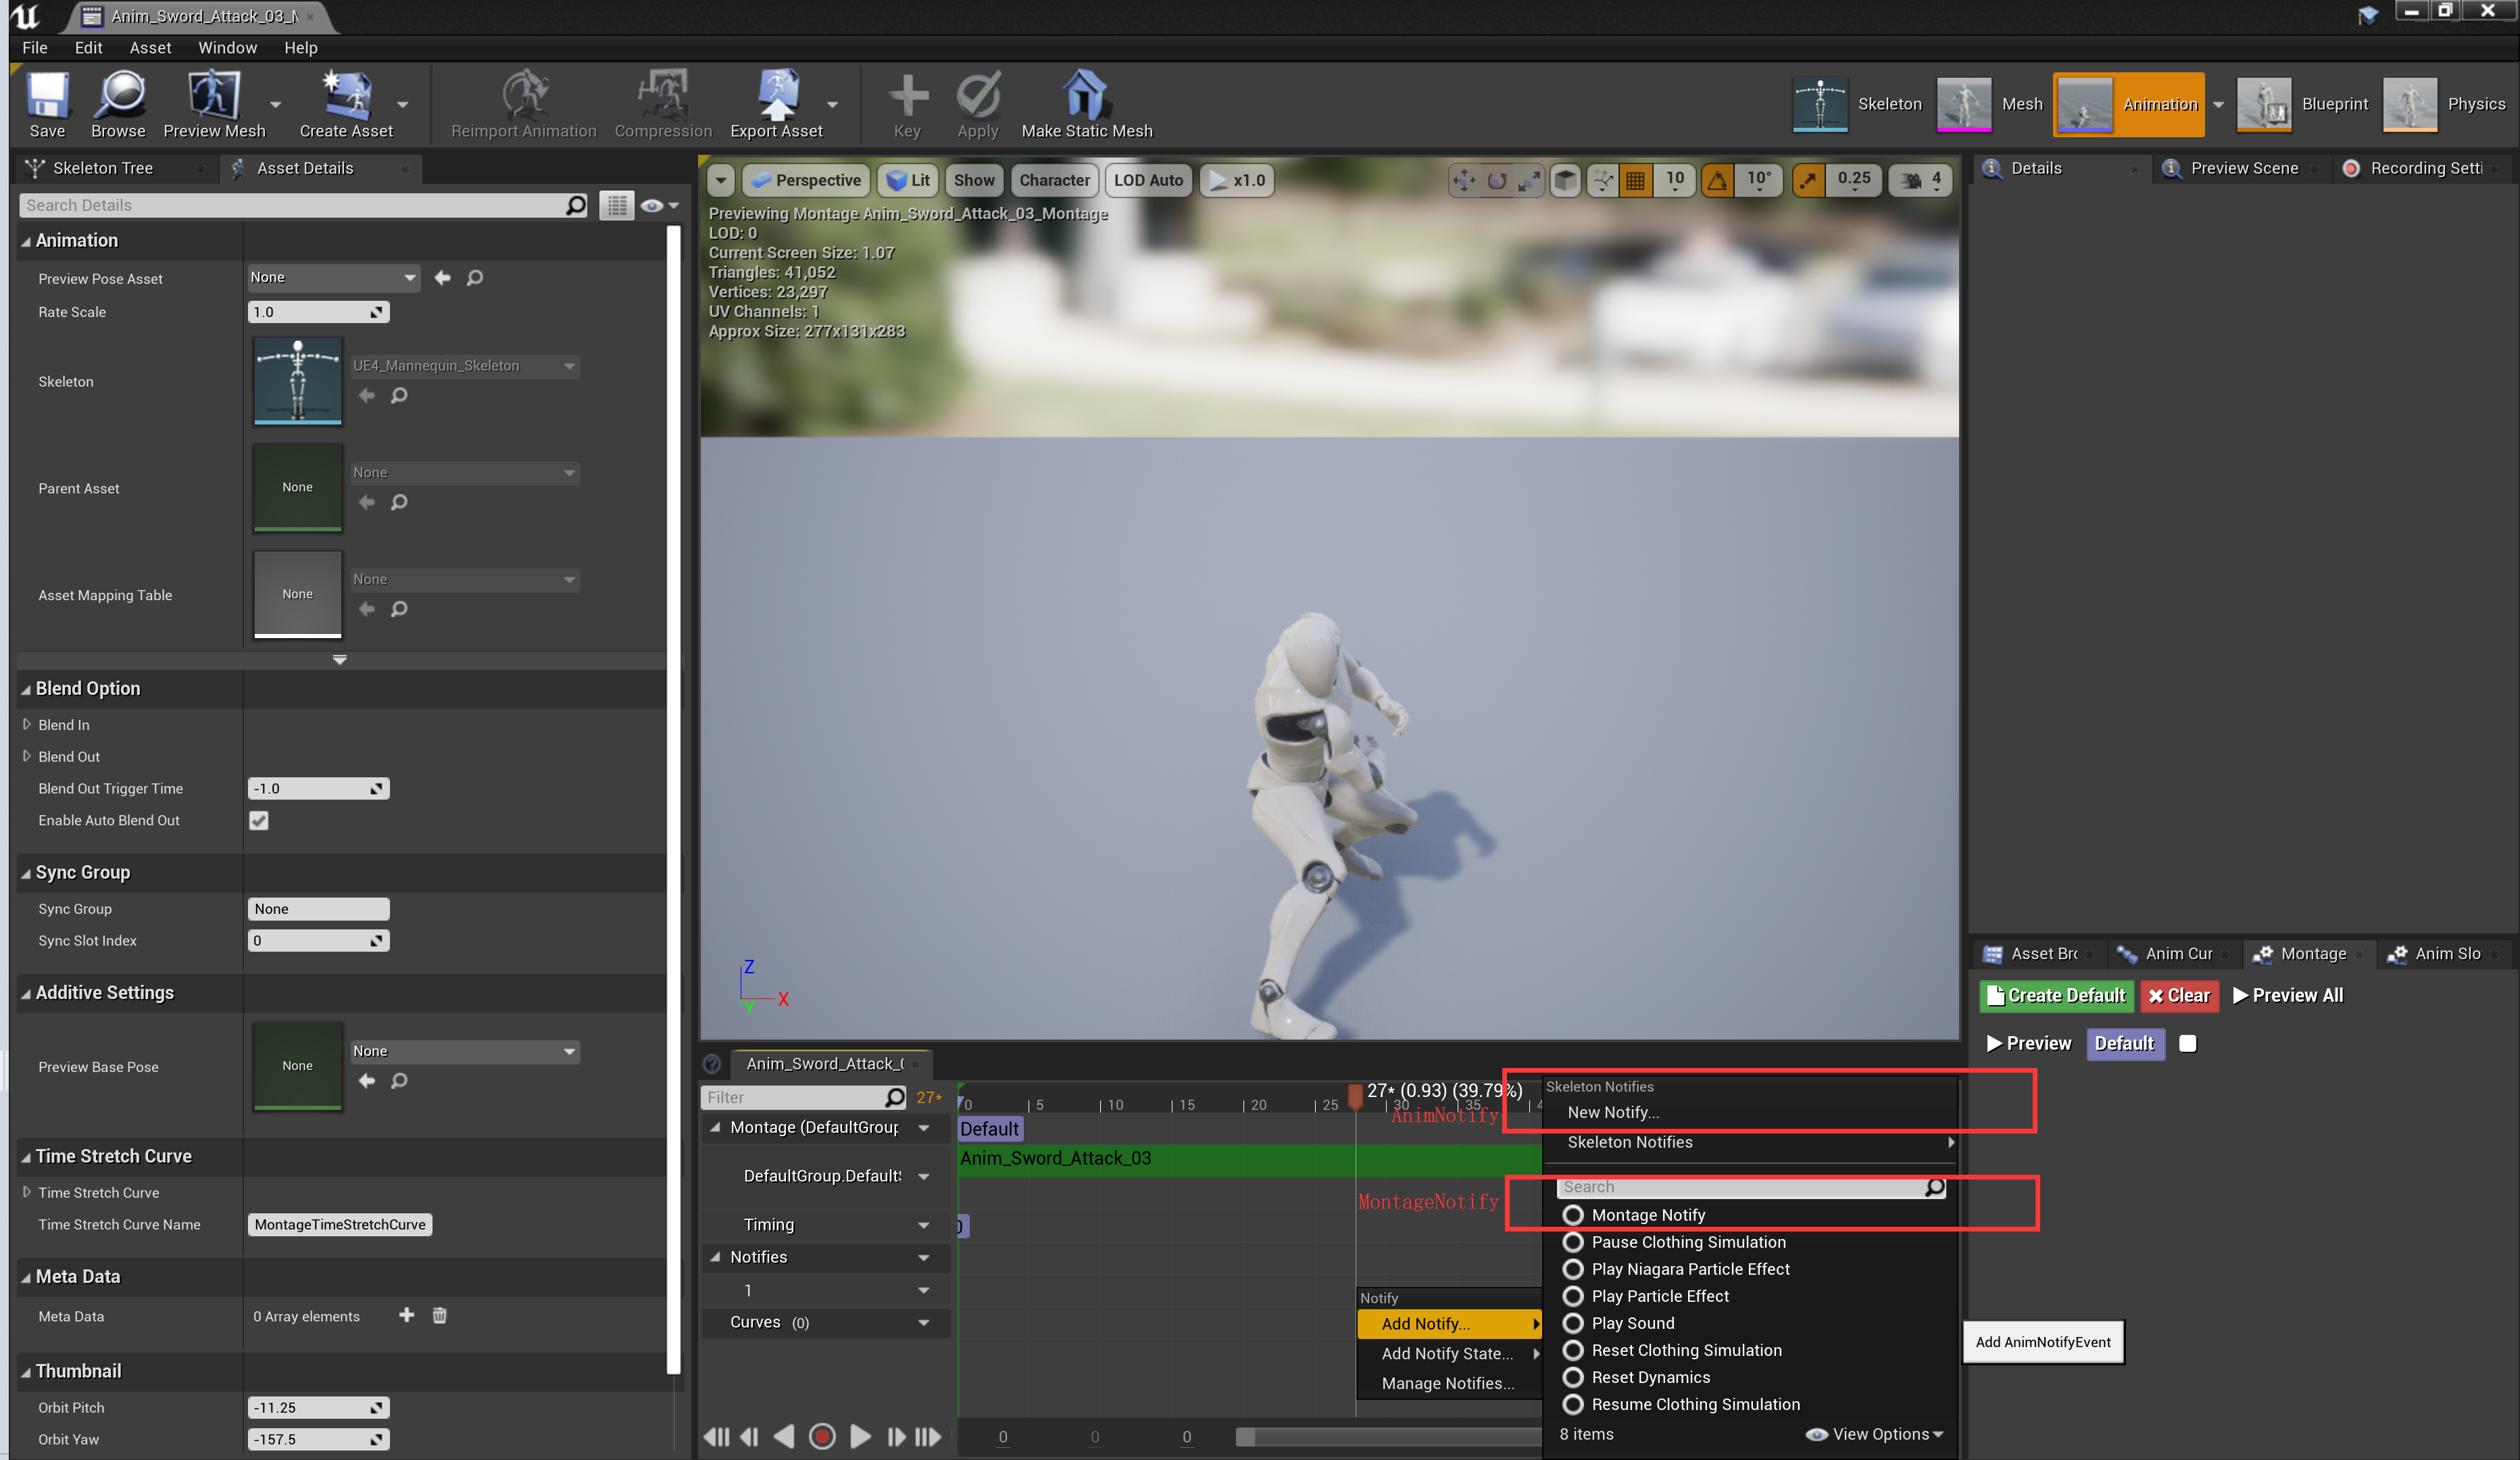 Anim_Sword_Attack_03_M
File Edit Asset Window Help
Save Browse Preview Mesh Create Asset Reimport Animation Compression Export Asset Key Apply Make Static Mesh Skeleton Mesh Animation Blueprint Physics
Skeleton Tree Asset Details
Search Details
Animation
Preview Pose Asset None
Rate Scale 1.0
Skeleton UE4_Mannequin_Skeleton
Parent Asset None None
Asset Mapping Table None None
Blend Option
Blend In
Blend Out
Blend Out Trigger Time -1.0
Enable Auto Blend Out
Sync Group
Sync Group None
Sync Slot Index 0
Additive Settings
Preview Base Pose None None
Time Stretch Curve
Time Stretch Curve
Time Stretch Curve Name MontageTimeStretchCurve
Meta Data
Meta Data 0 Array elements
Thumbnail
Orbit Pitch -11.25
Orbit Yaw -157.5
Perspective Lit Show Character LOD Auto x1.0 10 10° 0.25 4
Previewing Montage Anim_Sword_Attack_03_Montage
LOD: 0
Current Screen Size: 1.07
Triangles: 41,052
Vertices: 23,297
UV Channels: 1
Approx Size: 277x131x283
Z
X
Y
Anim_Sword_Attack_(
Filter 27*
27* (0.93) (39.79%)
0 5 10 15 20 25 30 35 4
AnimNotify
Montage (DefaultGroup Default
Anim_Sword_Attack_03
DefaultGroup.DefaultS
MontageNotify
Timing
Notifies
1
Curves (0)
0 0 0
Notify
Add Notify...
Add Notify State...
Manage Notifies...
Skeleton Notifies
New Notify...
Skeleton Notifies
Search
Montage Notify
Pause Clothing Simulation
Play Niagara Particle Effect
Play Particle Effect
Play Sound
Reset Clothing Simulation
Reset Dynamics
Resume Clothing Simulation
8 items View Options
Add AnimNotifyEvent
Details Preview Scene Recording Setti
Asset Brc Anim Cur Montage Anim Slo
Create Default Clear Preview All
Preview Default